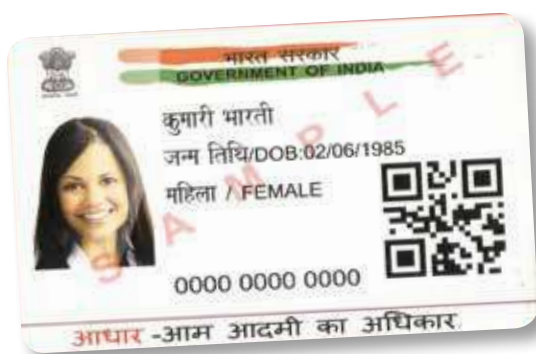 भारत सरकार
GOVERNMENT OF INDIA
कुमारी भारती
जन्म तिथि/DOB:02/06/1985
महिला / FEMALE
0000 0000 0000
आधार -आम आदमी का अधिकार
SAMPLE